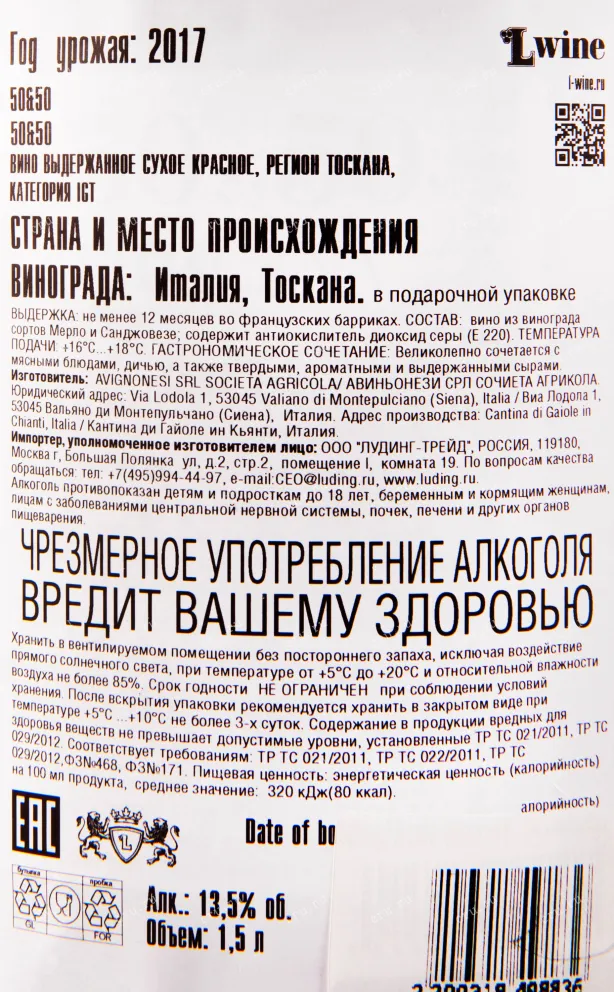 Год урожая: 2017
Lwine
l-wine.ru
50&50
50&50
ВИНО ВЫДЕРЖАННОЕ СУХОЕ КРАСНОЕ, РЕГИОН ТОСКАНА,
КАТЕГОРИЯ IGT
СТРАНА И МЕСТО ПРОИСХОЖДЕНИЯ
ВИНОГРАДА: Италия, Тоскана. в подарочной упаковке
ВЫДЕРЖКА: не менее 12 месяцев во французских барриках. СОСТАВ: вино из винограда
сортов Мерло и Санджовезе; содержит антиокислитель диоксид серы (E 220). ТЕМПЕРАТУРА
ПОДАЧИ: +16°С...+18°С. ГАСТРОНОМИЧЕСКОЕ СОЧЕТАНИЕ: Великолепно сочетается с
мясными блюдами, дичью, а также твердыми, ароматными и выдержанными сырами.
Изготовитель: AVIGNONESI SRL SOCIETA AGRICOLA/ АВИНЬОНЕЗИ СРЛ СОЧИЕТА АГРИКОЛА.
Юридический адрес: Via Lodola 1, 53045 Valiano di Montepulciano (Siena), Italia / Виа Лодола 1,
53045 Вальяно ди Монтепульчано (Сиена), Италия. Адрес производства: Cantina di Gaiole in
Chianti, Italia / Кантина ди Гайоле ин Кьянти, Италия.
Импортер, уполномоченное изготовителем лицо: ООО "ЛУДИНГ-ТРЕЙД", РОССИЯ, 119180,
Москва г, Большая Полянка ул, д.2, стр.2, помещение I, комната 19. По вопросам качества
обращаться: тел: +7(495)994-44-97, e-mail:CEO@luding.ru, www.luding.ru.
Алкоголь противопоказан детям и подросткам до 18 лет, беременным и кормящим женщинам,
лицам с заболеваниями центральной нервной системы, почек, печени и других органов
пищеварения.
ЧРЕЗМЕРНОЕ УПОТРЕБЛЕНИЕ АЛКОГОЛЯ
ВРЕДИТ ВАШЕМУ ЗДОРОВЬЮ
Хранить в вентилируемом помещении без постороннего запаха, исключая воздействие
прямого солнечного света, при температуре от +5°С до +20°С и относительной влажности
воздуха не более 85%. Срок годности НЕ ОГРАНИЧЕН при соблюдении условий
хранения. После вскрытия упаковки рекомендуется хранить в закрытом виде при
температуре +5°С ...+10°С не более 3-х суток. Содержание в продукции вредных для
здоровья веществ не превышает допустимые уровни, установленные ТР ТС 021/2011, ТР ТС
029/2012. Соответствует требованиям: ТР ТС 021/2011, ТР ТС 022/2011, ТР ТС
029/2012,ФЗ№468, ФЗ№171. Пищевая ценность: энергетическая ценность (калорийность)
на 100 мл продукта, среднее значение: 320 кДж(80 ккал).
алорийность)
EAC
L
Date of bo
бутылка
пробка
GL
FOR
Алк.: 13,5% об.
Объем: 1,5 л